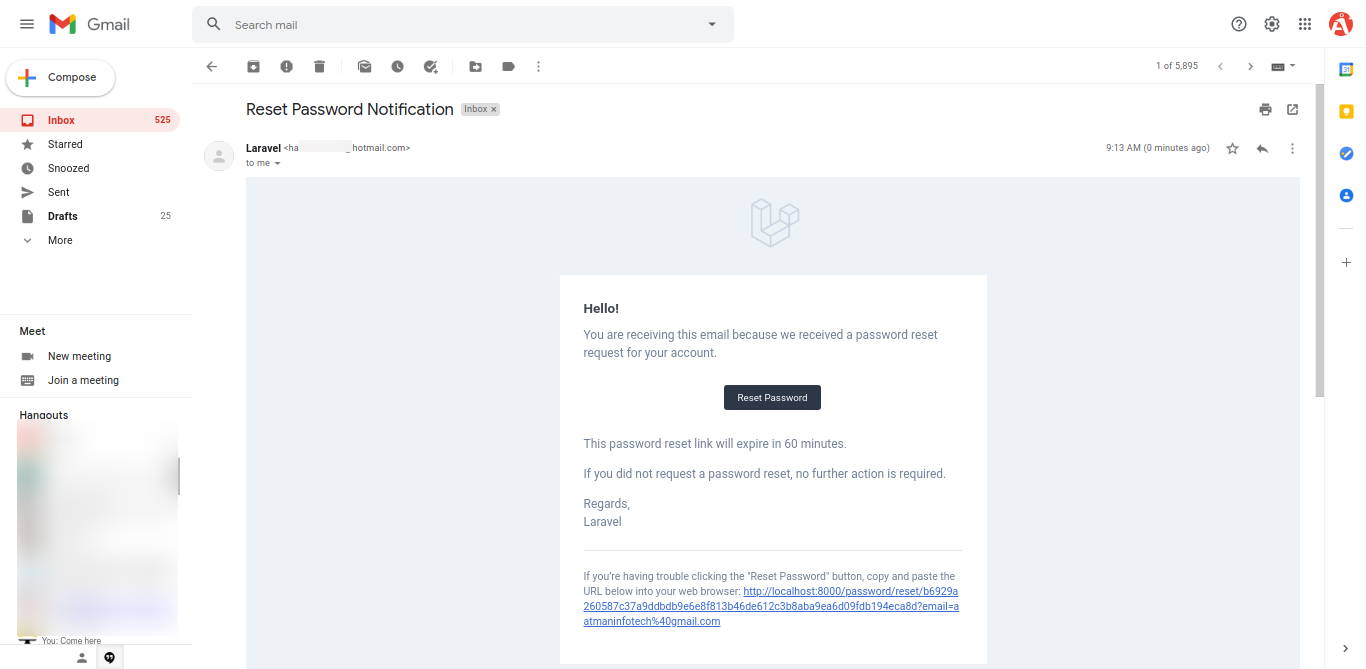 Gmail
Search mail
Compose
1 of 5,895
Inbox 525
Starred
Snoozed
Sent
Drafts 25
More
Meet
New meeting
Join a meeting
Hangouts
You: Come here
Reset Password Notification Inbox ×
Laravel <ha hotmail.com> 9:13 AM (0 minutes ago)
to me
Hello!
You are receiving this email because we received a password reset
request for your account.
Reset Password
This password reset link will expire in 60 minutes.
If you did not request a password reset, no further action is required.
Regards,
Laravel
If you're having trouble clicking the "Reset Password" button, copy and paste the
URL below into your web browser: http://localhost:8000/password/reset/b6929a
260587c37a9ddbdb9e6e8f813b46de612c3b8aba9ea6d09fdb194eca8d?email=a
atmaninfotech%40gmail.com
31